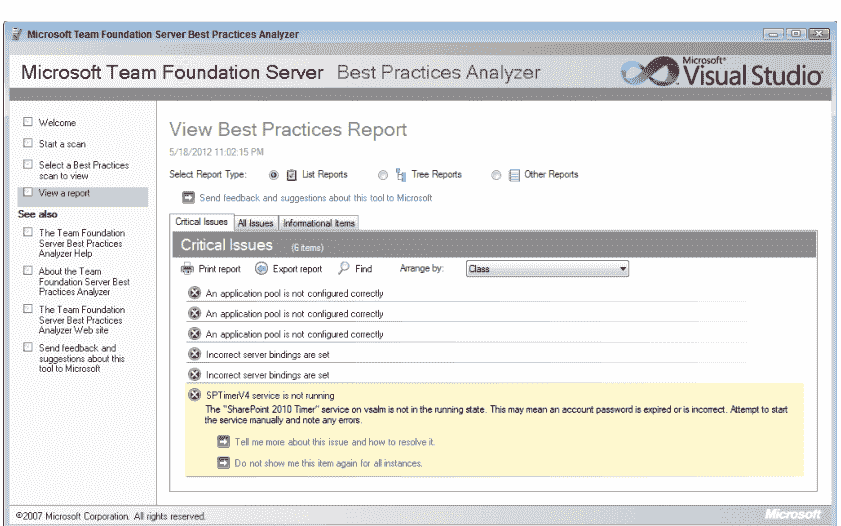 Microsoft Team Foundation Server Best Practices Analyzer
Microsoft Team Foundation Server Best Practices Analyzer
Microsoft®
Visual Studio®
Welcome
Start a scan
Select a Best Practices
scan to view
View a report
See also
The Team Foundation
Server Best Practices
Analyzer Help
About the Team
Foundation Server Best
Practices Analyzer
The Team Foundation
Server Best Practices
Analyzer Web site
Send feedback and
suggestions about this
tool to Microsoft
View Best Practices Report
5/18/2012 11:02:15 PM
Select Report Type: List Reports Tree Reports Other Reports
Send feedback and suggestions about this tool to Microsoft
Critical Issues All Issues Informational Items
Critical Issues (6 items)
Print report Export report Find Arrange by: Class
An application pool is not configured correctly
An application pool is not configured correctly
An application pool is not configured correctly
Incorrect server bindings are set
Incorrect server bindings are set
SPTimerV4 service is not running
The "SharePoint 2010 Timer" service on vsalm is not in the running state. This may mean an account password is expired or is incorrect. Attempt to start
the service manually and note any errors.
Tell me more about this issue and how to resolve it.
Do not show me this item again for all instances.
©2007 Microsoft Corporation. All rights reserved.
Microsoft